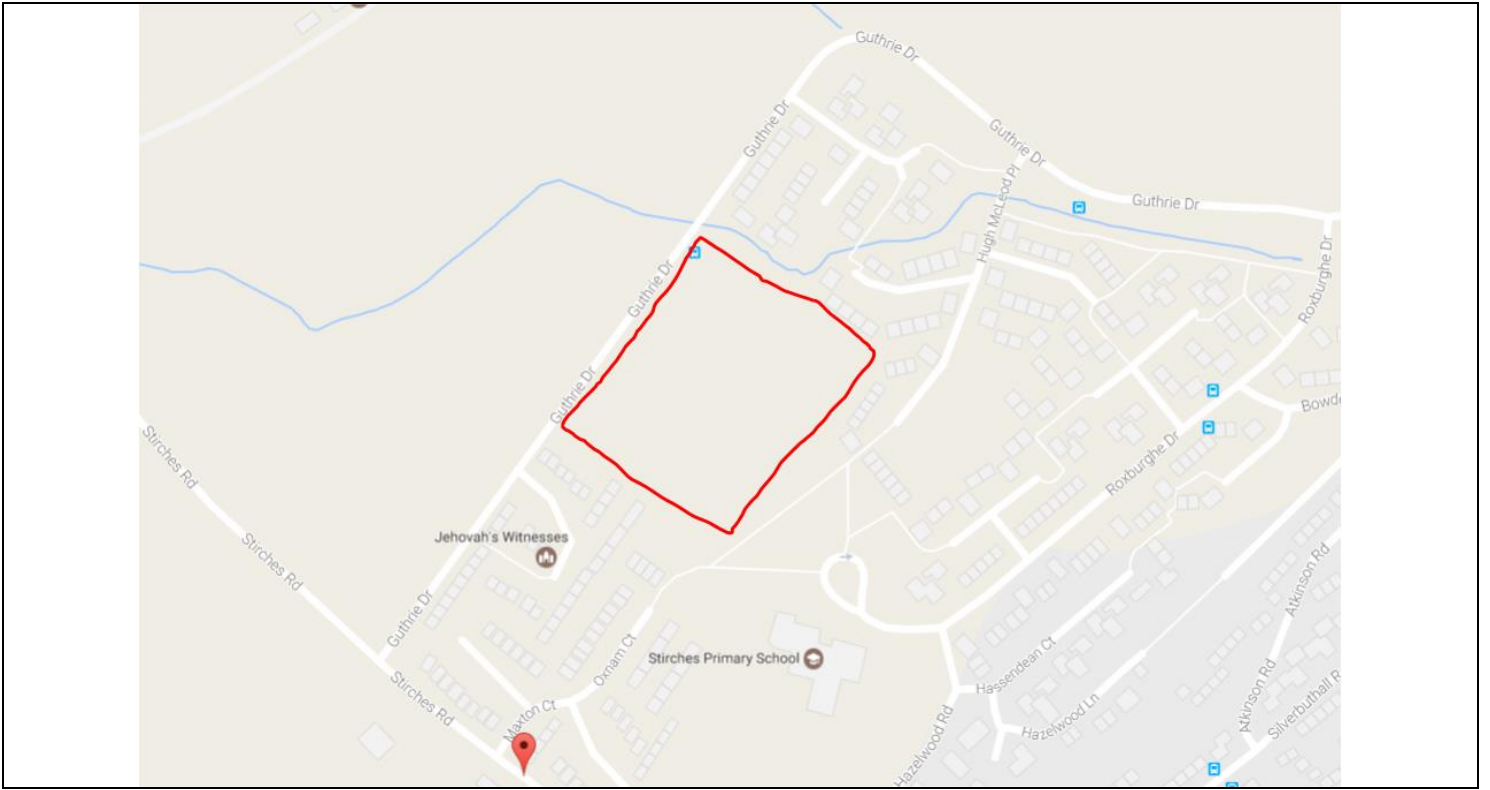 Guthrie Dr
Guthrie Dr
Guthrie Dr
Hugh McLeod Pl
Guthrie Dr
Roxburghe Dr
Guthrie Dr
Guthrie Dr
Stirches Rd
Roxburghe Dr
Bowde
Jehovah's Witnesses
Stirches Rd
Guthrie Dr
Atkinson Rd
Oxnam Ct
Stirches Primary School
Hassendean Ct
Stirches Rd
Maxton Ct
Hazelwood Ln
Hazelwood Rd
Atkinson Rd
Silverbuthall R